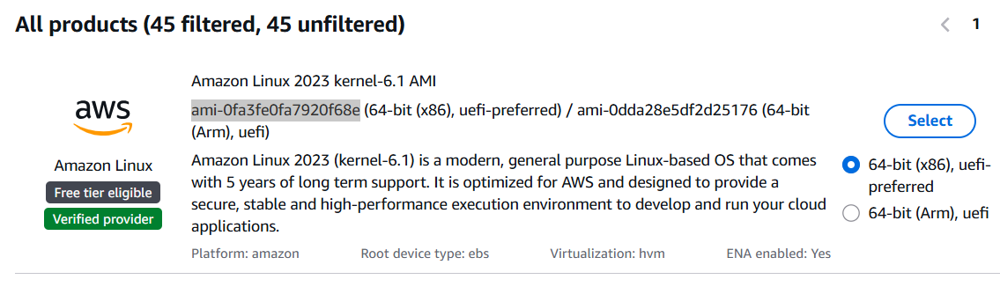 All products (45 filtered, 45 unfiltered)
1
aws
Amazon Linux
Free tier eligible
Verified provider
Amazon Linux 2023 kernel-6.1 AMI
ami-0fa3fe0fa7920f68e (64-bit (x86), uefi-preferred) / ami-0dda28e5df2d25176 (64-bit
(Arm), uefi)
Amazon Linux 2023 (kernel-6.1) is a modern, general purpose Linux-based OS that comes
with 5 years of long term support. It is optimized for AWS and designed to provide a
secure, stable and high-performance execution environment to develop and run your cloud
applications.
Platform: amazon
Root device type: ebs
Virtualization: hvm
ENA enabled: Yes
Select
64-bit (x86), uefi-
preferred
64-bit (Arm), uefi